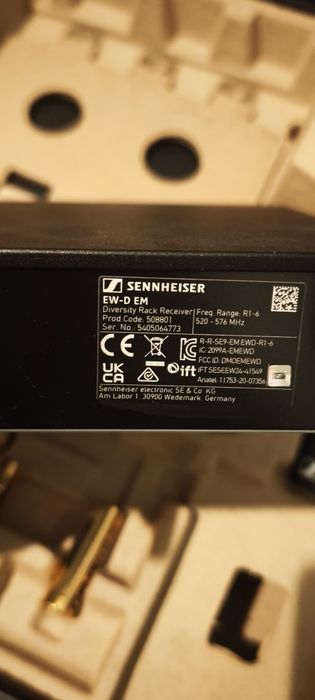 SENNHEISER
EW-D EM
Diversity Rack Receiver Freq. Range: R1-6
Prod.Code. 508801 520 - 576 MHz
Ser. No. 5405064773
CE R-R-SE9-EM EWD-R1-6
IC: 2099A-EMEWD
FCC ID: DMOEMEWD
UK CA ift IFT SESEEW24-41549
Anatel 11753-20-07356
Sennheiser electronic SE & Co. KG
Am Labor 1, 30900 Wedemark, Germany